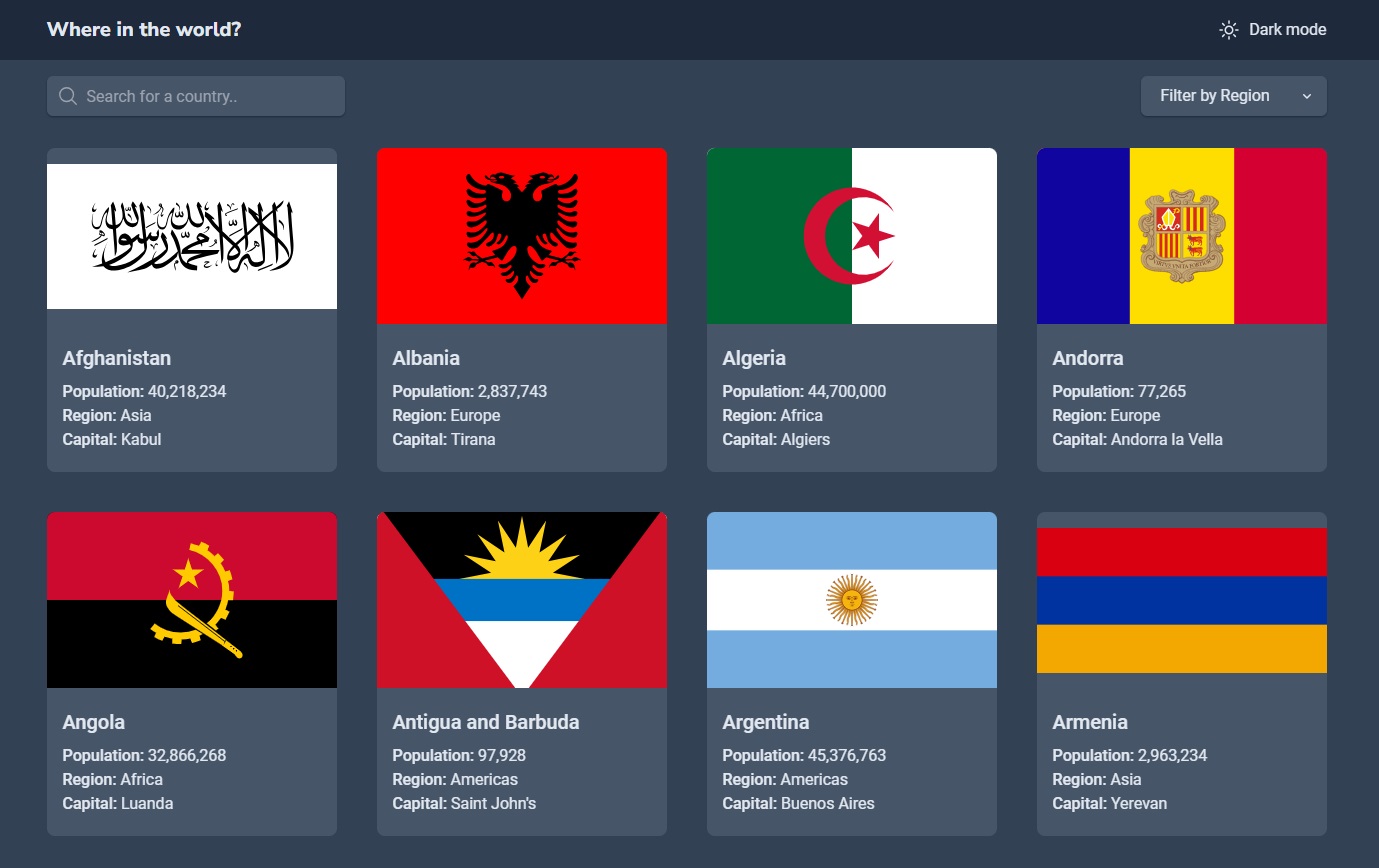 Where in the world?
Dark mode
Search for a country..
Filter by Region
لا إله إلا الله محمد رسول الله
Afghanistan
Population: 40,218,234
Region: Asia
Capital: Kabul
Albania
Population: 2,837,743
Region: Europe
Capital: Tirana
Algeria
Population: 44,700,000
Region: Africa
Capital: Algiers
Andorra
Population: 77,265
Region: Europe
Capital: Andorra la Vella
Angola
Population: 32,866,268
Region: Africa
Capital: Luanda
Antigua and Barbuda
Population: 97,928
Region: Americas
Capital: Saint John's
Argentina
Population: 45,376,763
Region: Americas
Capital: Buenos Aires
Armenia
Population: 2,963,234
Region: Asia
Capital: Yerevan